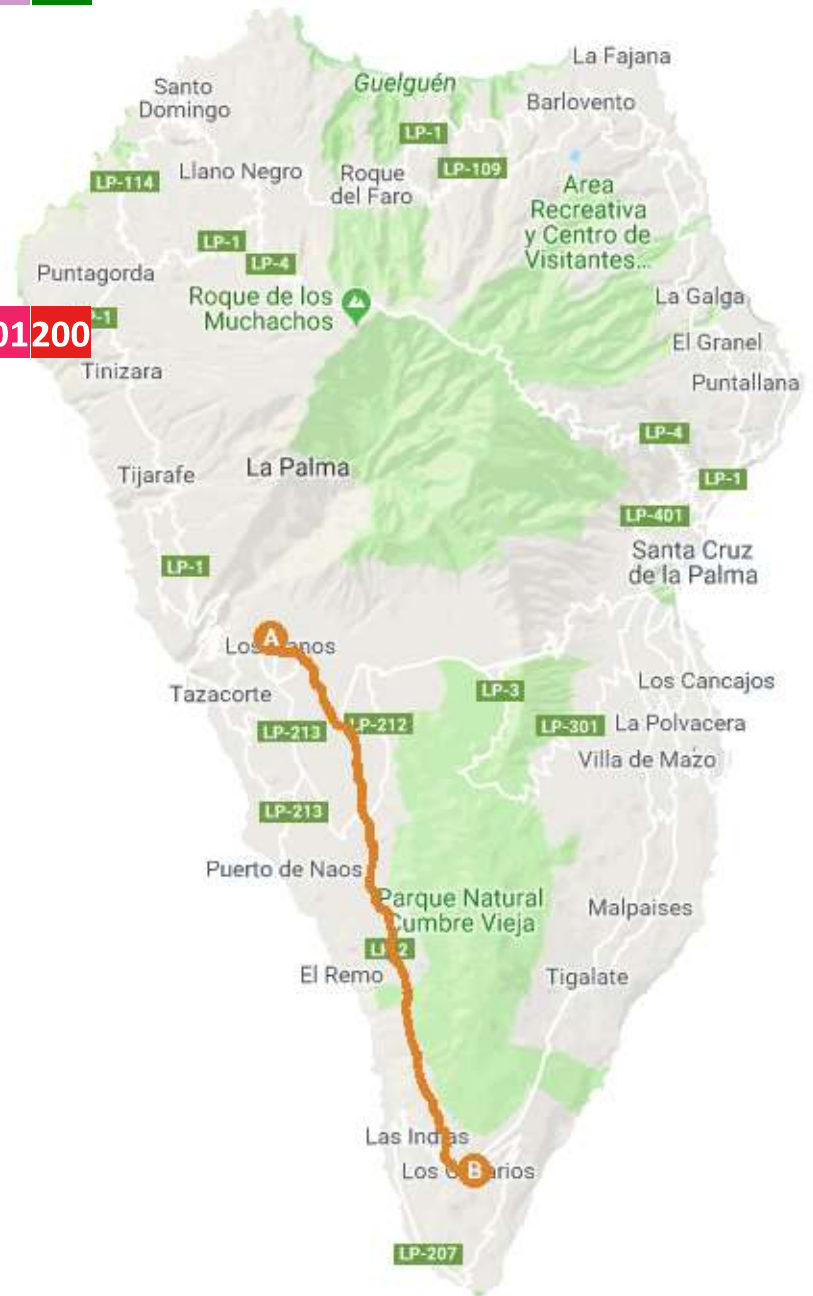 La Fajana
Guelguén
Santo
Domingo
Barlovento
LP-1
LP-109
Llano Negro
Roque
del Faro
LP-114
Area
Recreativa
y Centro de
Visitantes...
LP-1
LP-4
Puntagorda
Roque de los
Muchachos
La Galga
01 200
P-1
El Granel
Tinizara
Puntallana
LP-4
Tijarafe
La Palma
LP-1
LP-401
Santa Cruz
de la Palma
LP-1
A
Los anos
Tazacorte
LP-3
Los Cancajos
LP-213
LP-212
LP-301
La Polvacera
Villa de Mazo
LP-213
Puerto de Naos
Parque Natural
Cumbre Vieja
Malpaises
El Remo
Tigalate
Las Indias
Los arios
B
LP-207